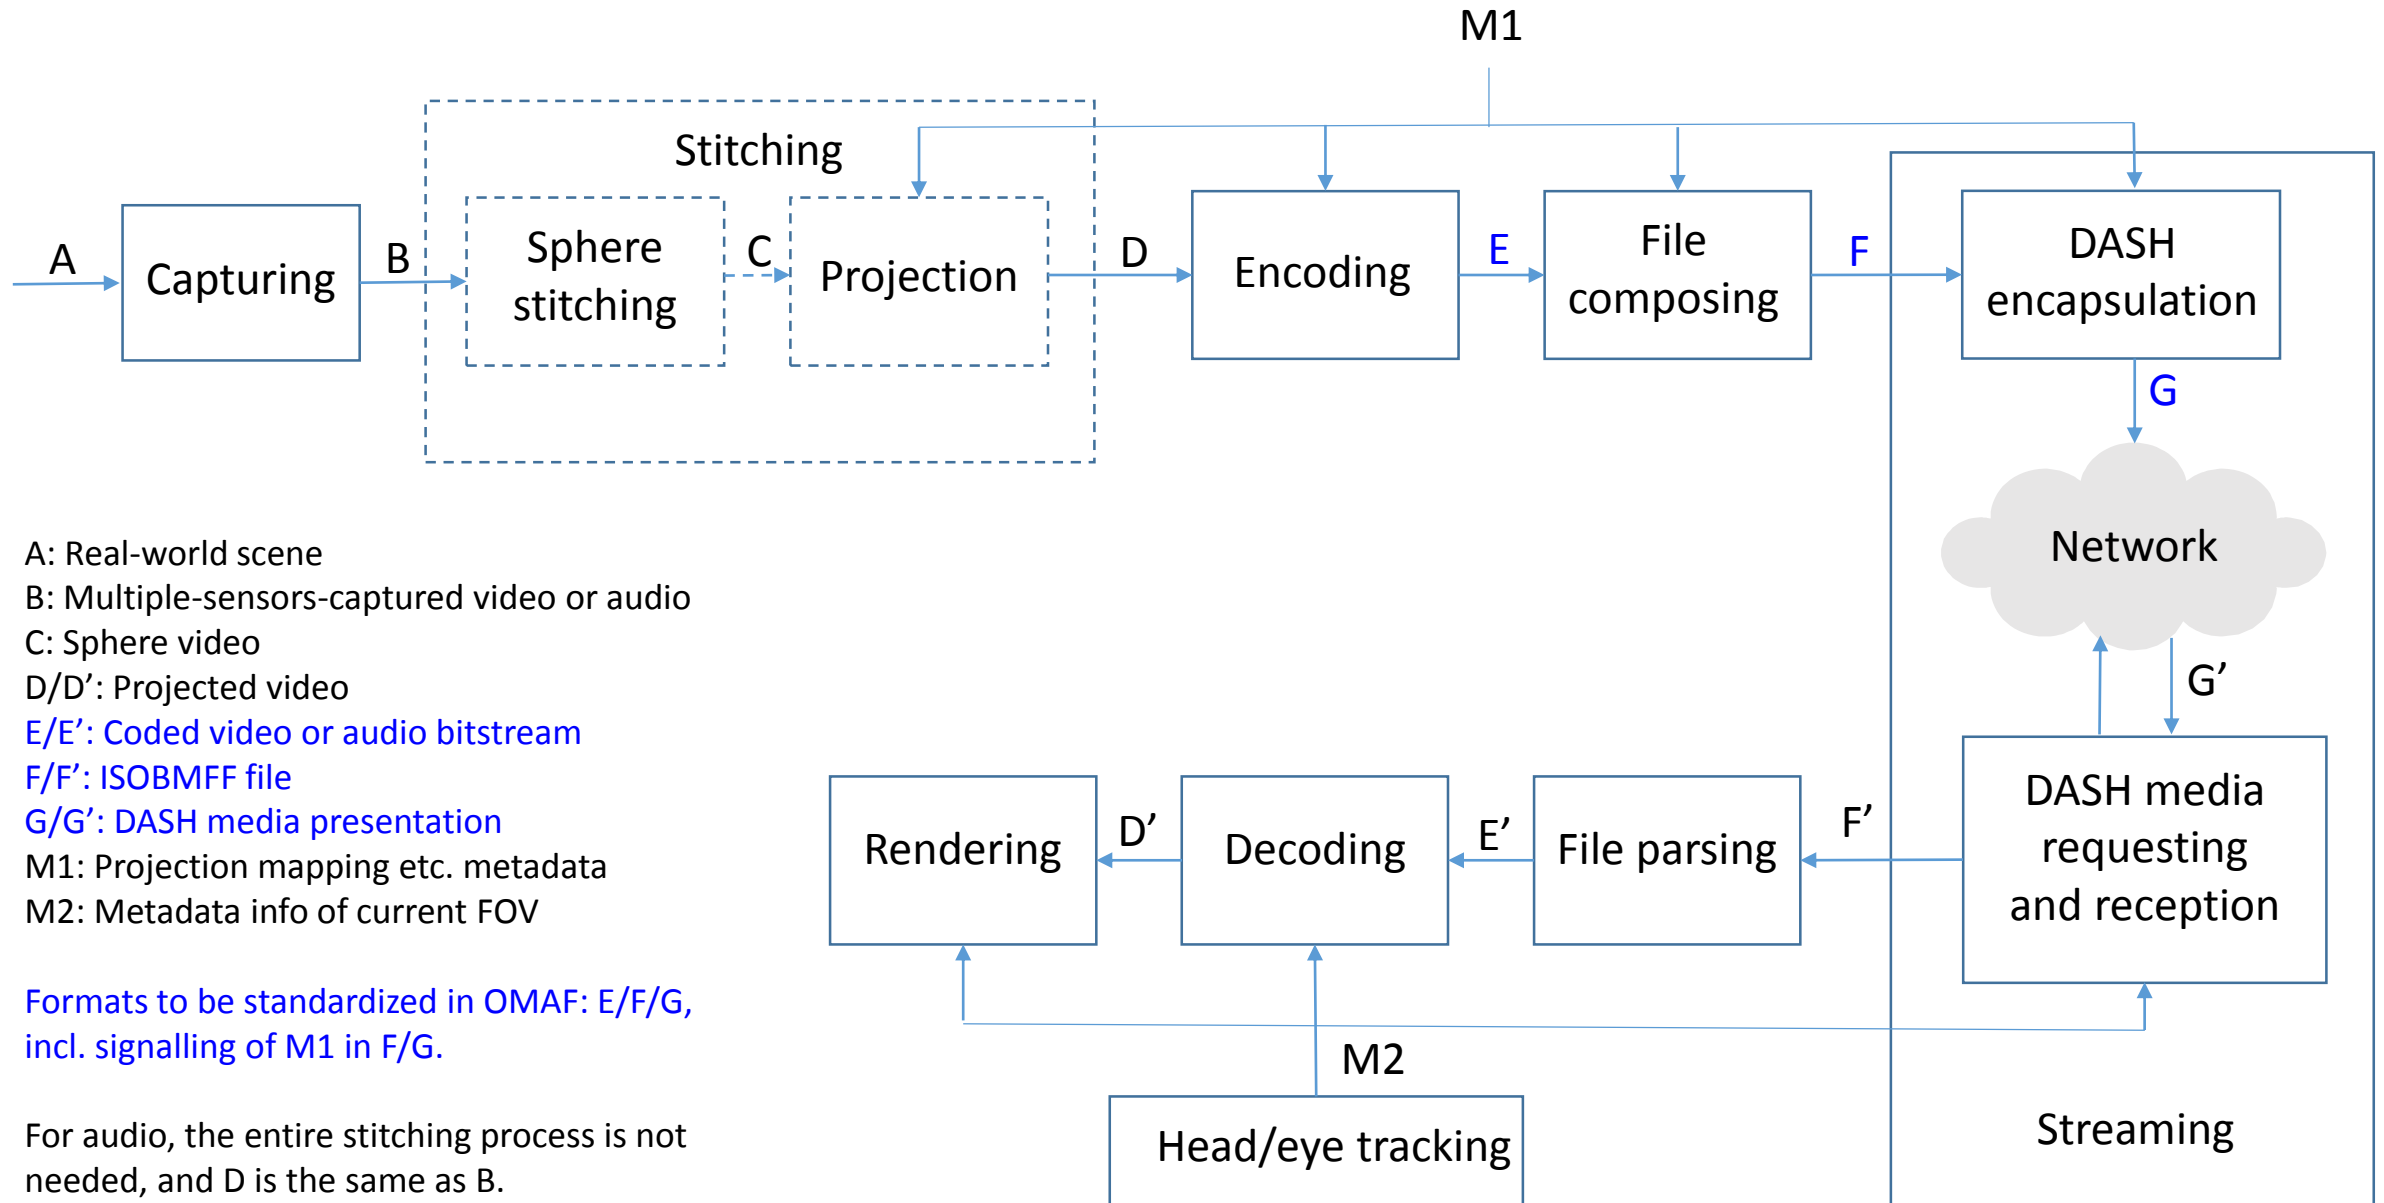 M1
Stitching
A
Capturing
B
Sphere
stitching
C
Projection
D
Encoding
E
File
composing
F
DASH
encapsulation
G
Network
G’
DASH media
requesting
and reception
F’
File parsing
E’
Decoding
D’
Rendering
M2
Head/eye tracking
Streaming
A: Real-world scene
B: Multiple-sensors-captured video or audio
C: Sphere video
D/D’: Projected video
E/E’: Coded video or audio bitstream
F/F’: ISOBMFF file
G/G’: DASH media presentation
M1: Projection mapping etc. metadata
M2: Metadata info of current FOV
Formats to be standardized in OMAF: E/F/G,
incl. signalling of M1 in F/G.
For audio, the entire stitching process is not
needed, and D is the same as B.